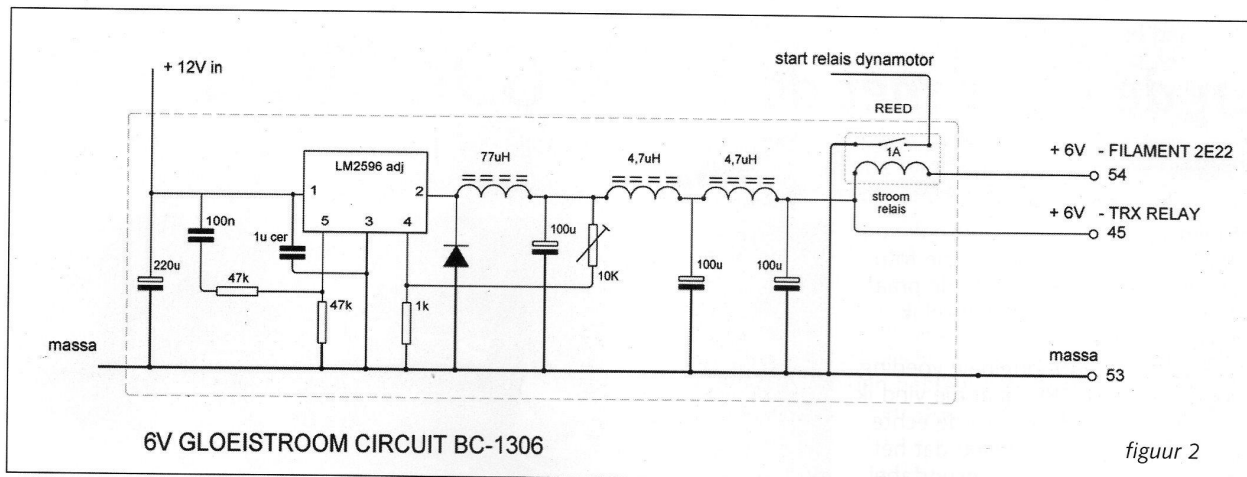 + 12V in
start relais dynamotor
REED
1A
stroom
relais
+ 6V - FILAMENT 2E22
54
+ 6V - TRX RELAY
45
LM2596 adj
1
2
5
3
4
77uH
4,7uH
4,7uH
100n
1u cer
220u
47k
47k
1k
100u
10K
100u
100u
massa
massa
53
6V GLOEISTROOM CIRCUIT BC-1306
figuur 2